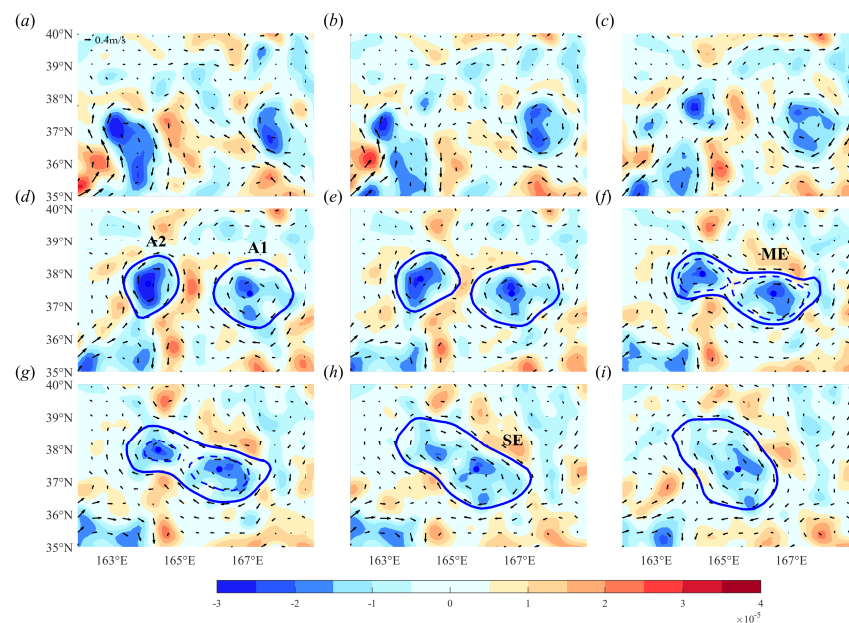 (a) (b) (c)
40°N 0.4m/s
39°N
38°N
37°N
36°N
35°N
(d) (e) (f)
40°N
A2 A1 ME
39°N
38°N
37°N
36°N
35°N
(g) (h) (i)
40°N
39°N
SE
38°N
37°N
36°N
35°N
163°E 165°E 167°E 163°E 165°E 167°E 163°E 165°E 167°E
-3 -2 -1 0 1 2 3 4
×10⁻⁵